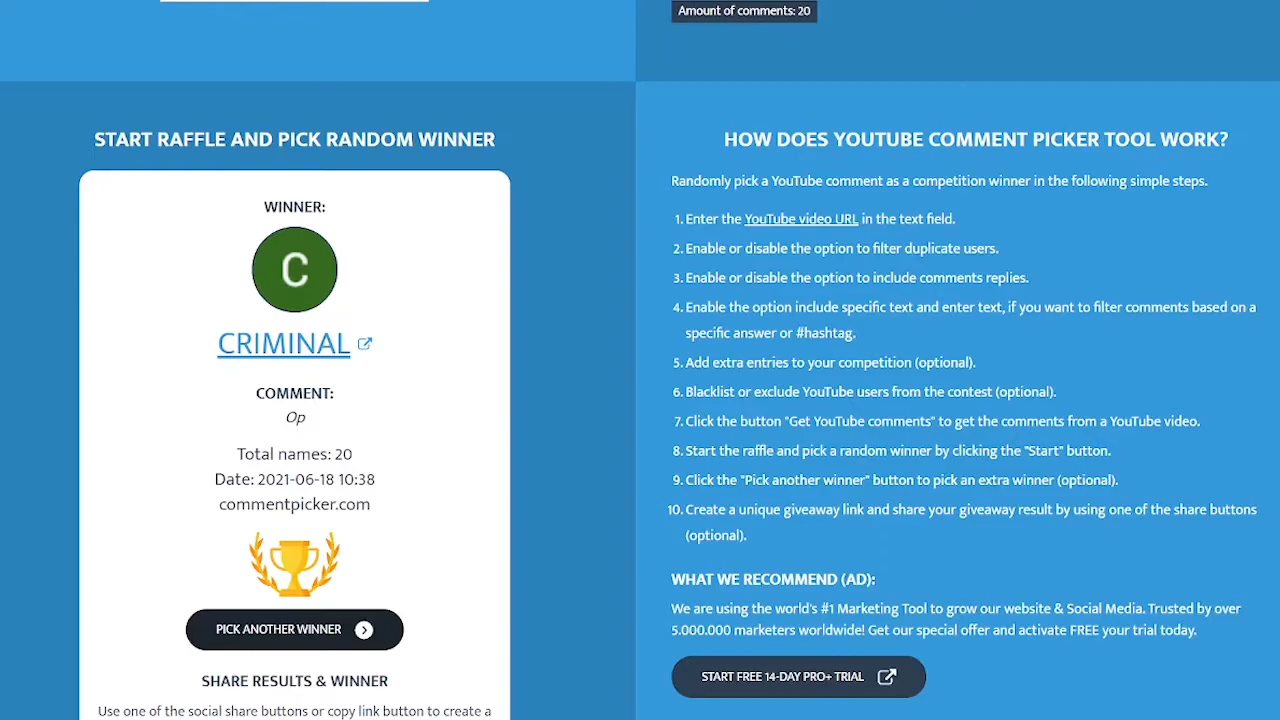 Amount of comments: 20
START RAFFLE AND PICK RANDOM WINNER
WINNER:
C
CRIMINAL
COMMENT:
Op
Total names: 20
Date: 2021-06-18 10:38
commentpicker.com
PICK ANOTHER WINNER
SHARE RESULTS & WINNER
Use one of the social share buttons or copy link button to create a
HOW DOES YOUTUBE COMMENT PICKER TOOL WORK?
Randomly pick a YouTube comment as a competition winner in the following simple steps.
1. Enter the YouTube video URL in the text field.
2. Enable or disable the option to filter duplicate users.
3. Enable or disable the option to include comments replies.
4. Enable the option include specific text and enter text, if you want to filter comments based on a
specific answer or #hashtag.
5. Add extra entries to your competition (optional).
6. Blacklist or exclude YouTube users from the contest (optional).
7. Click the button "Get YouTube comments" to get the comments from a YouTube video.
8. Start the raffle and pick a random winner by clicking the "Start" button.
9. Click the "Pick another winner" button to pick an extra winner (optional).
10. Create a unique giveaway link and share your giveaway result by using one of the share buttons
(optional).
WHAT WE RECOMMEND (AD):
We are using the world's #1 Marketing Tool to grow our website & Social Media. Trusted by over
5.000.000 marketers worldwide! Get our special offer and activate FREE your trial today.
START FREE 14-DAY PRO+ TRIAL